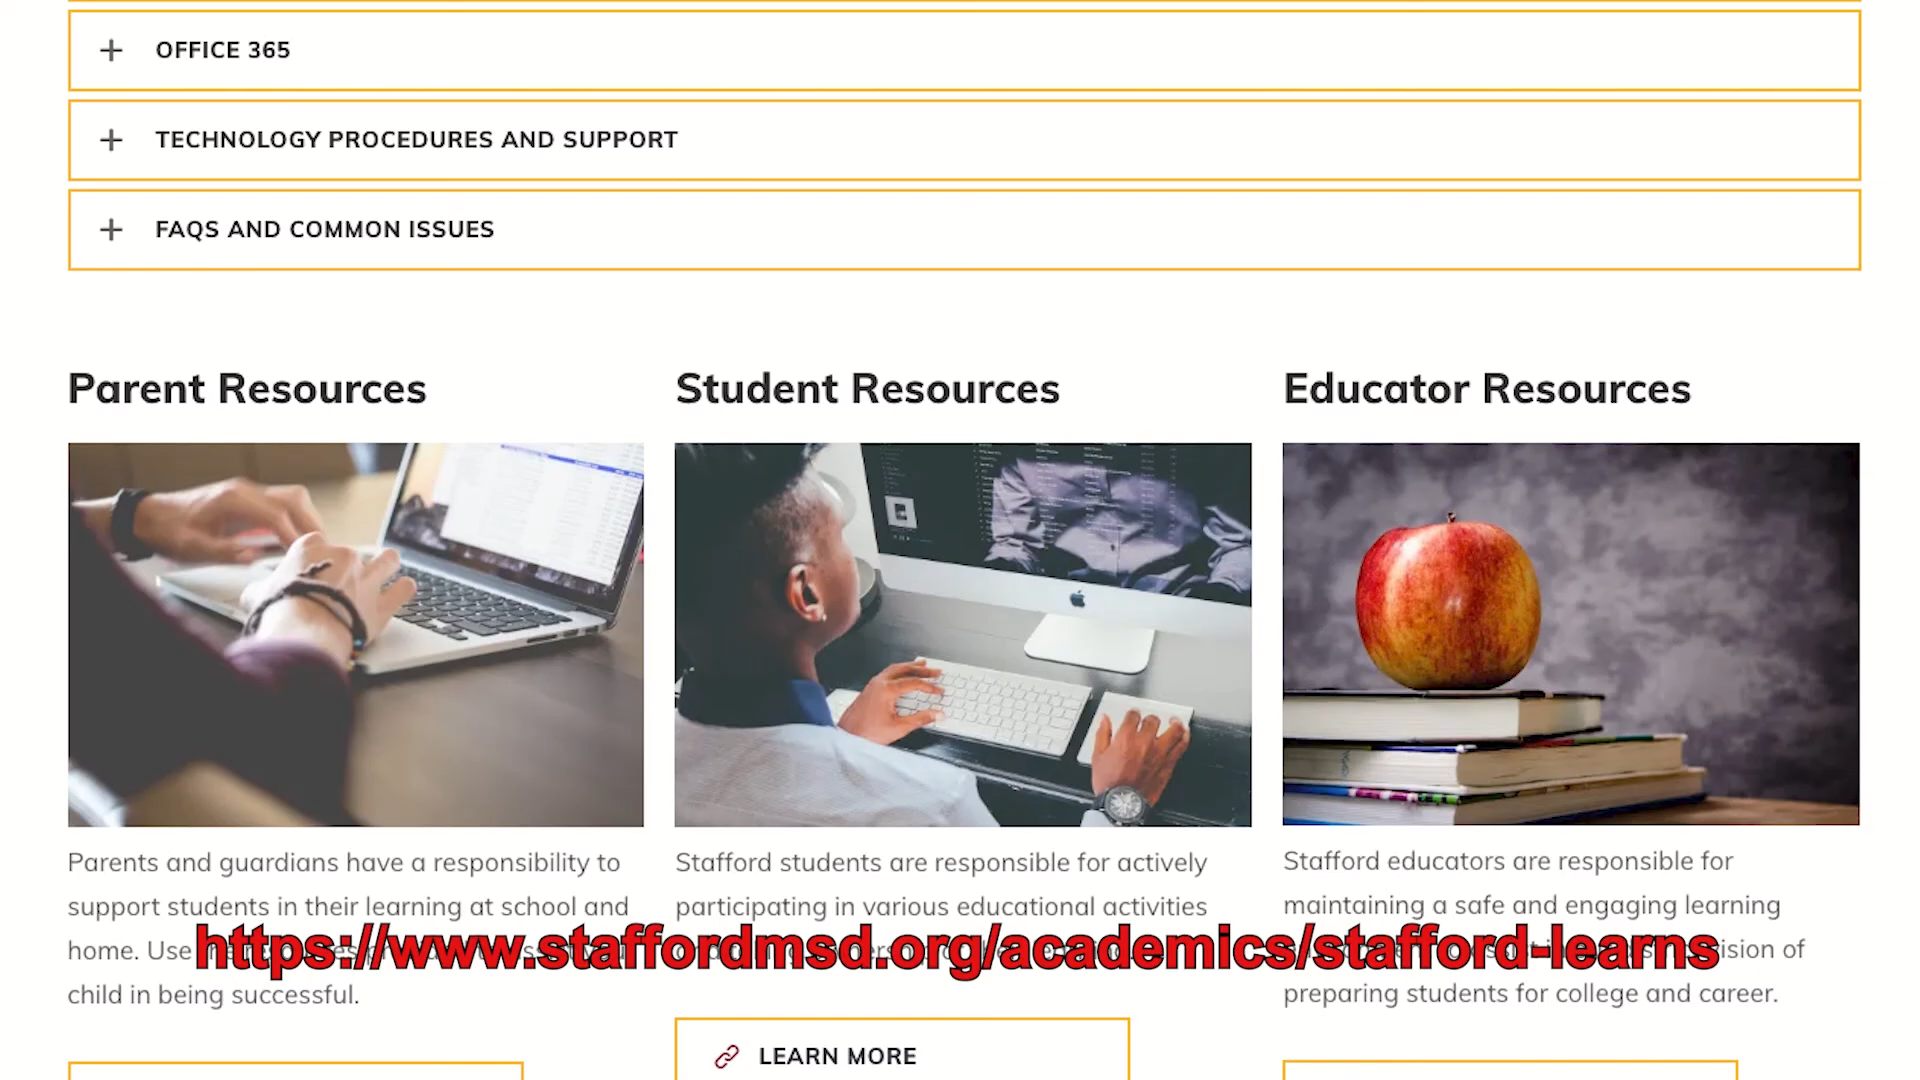 OFFICE 365
TECHNOLOGY PROCEDURES AND SUPPORT
FAQS AND COMMON ISSUES
Parent Resources
Parents and guardians have a responsibility to
support students in their learning at school and
home. Use
child in being successful.
Student Resources
Stafford students are responsible for actively
participating in various educational activities
LEARN MORE
Educator Resources
Stafford educators are responsible for
maintaining a safe and engaging learning
of
preparing students for college and career.
https://www.staffordmsd.org/academics/stafford-learns